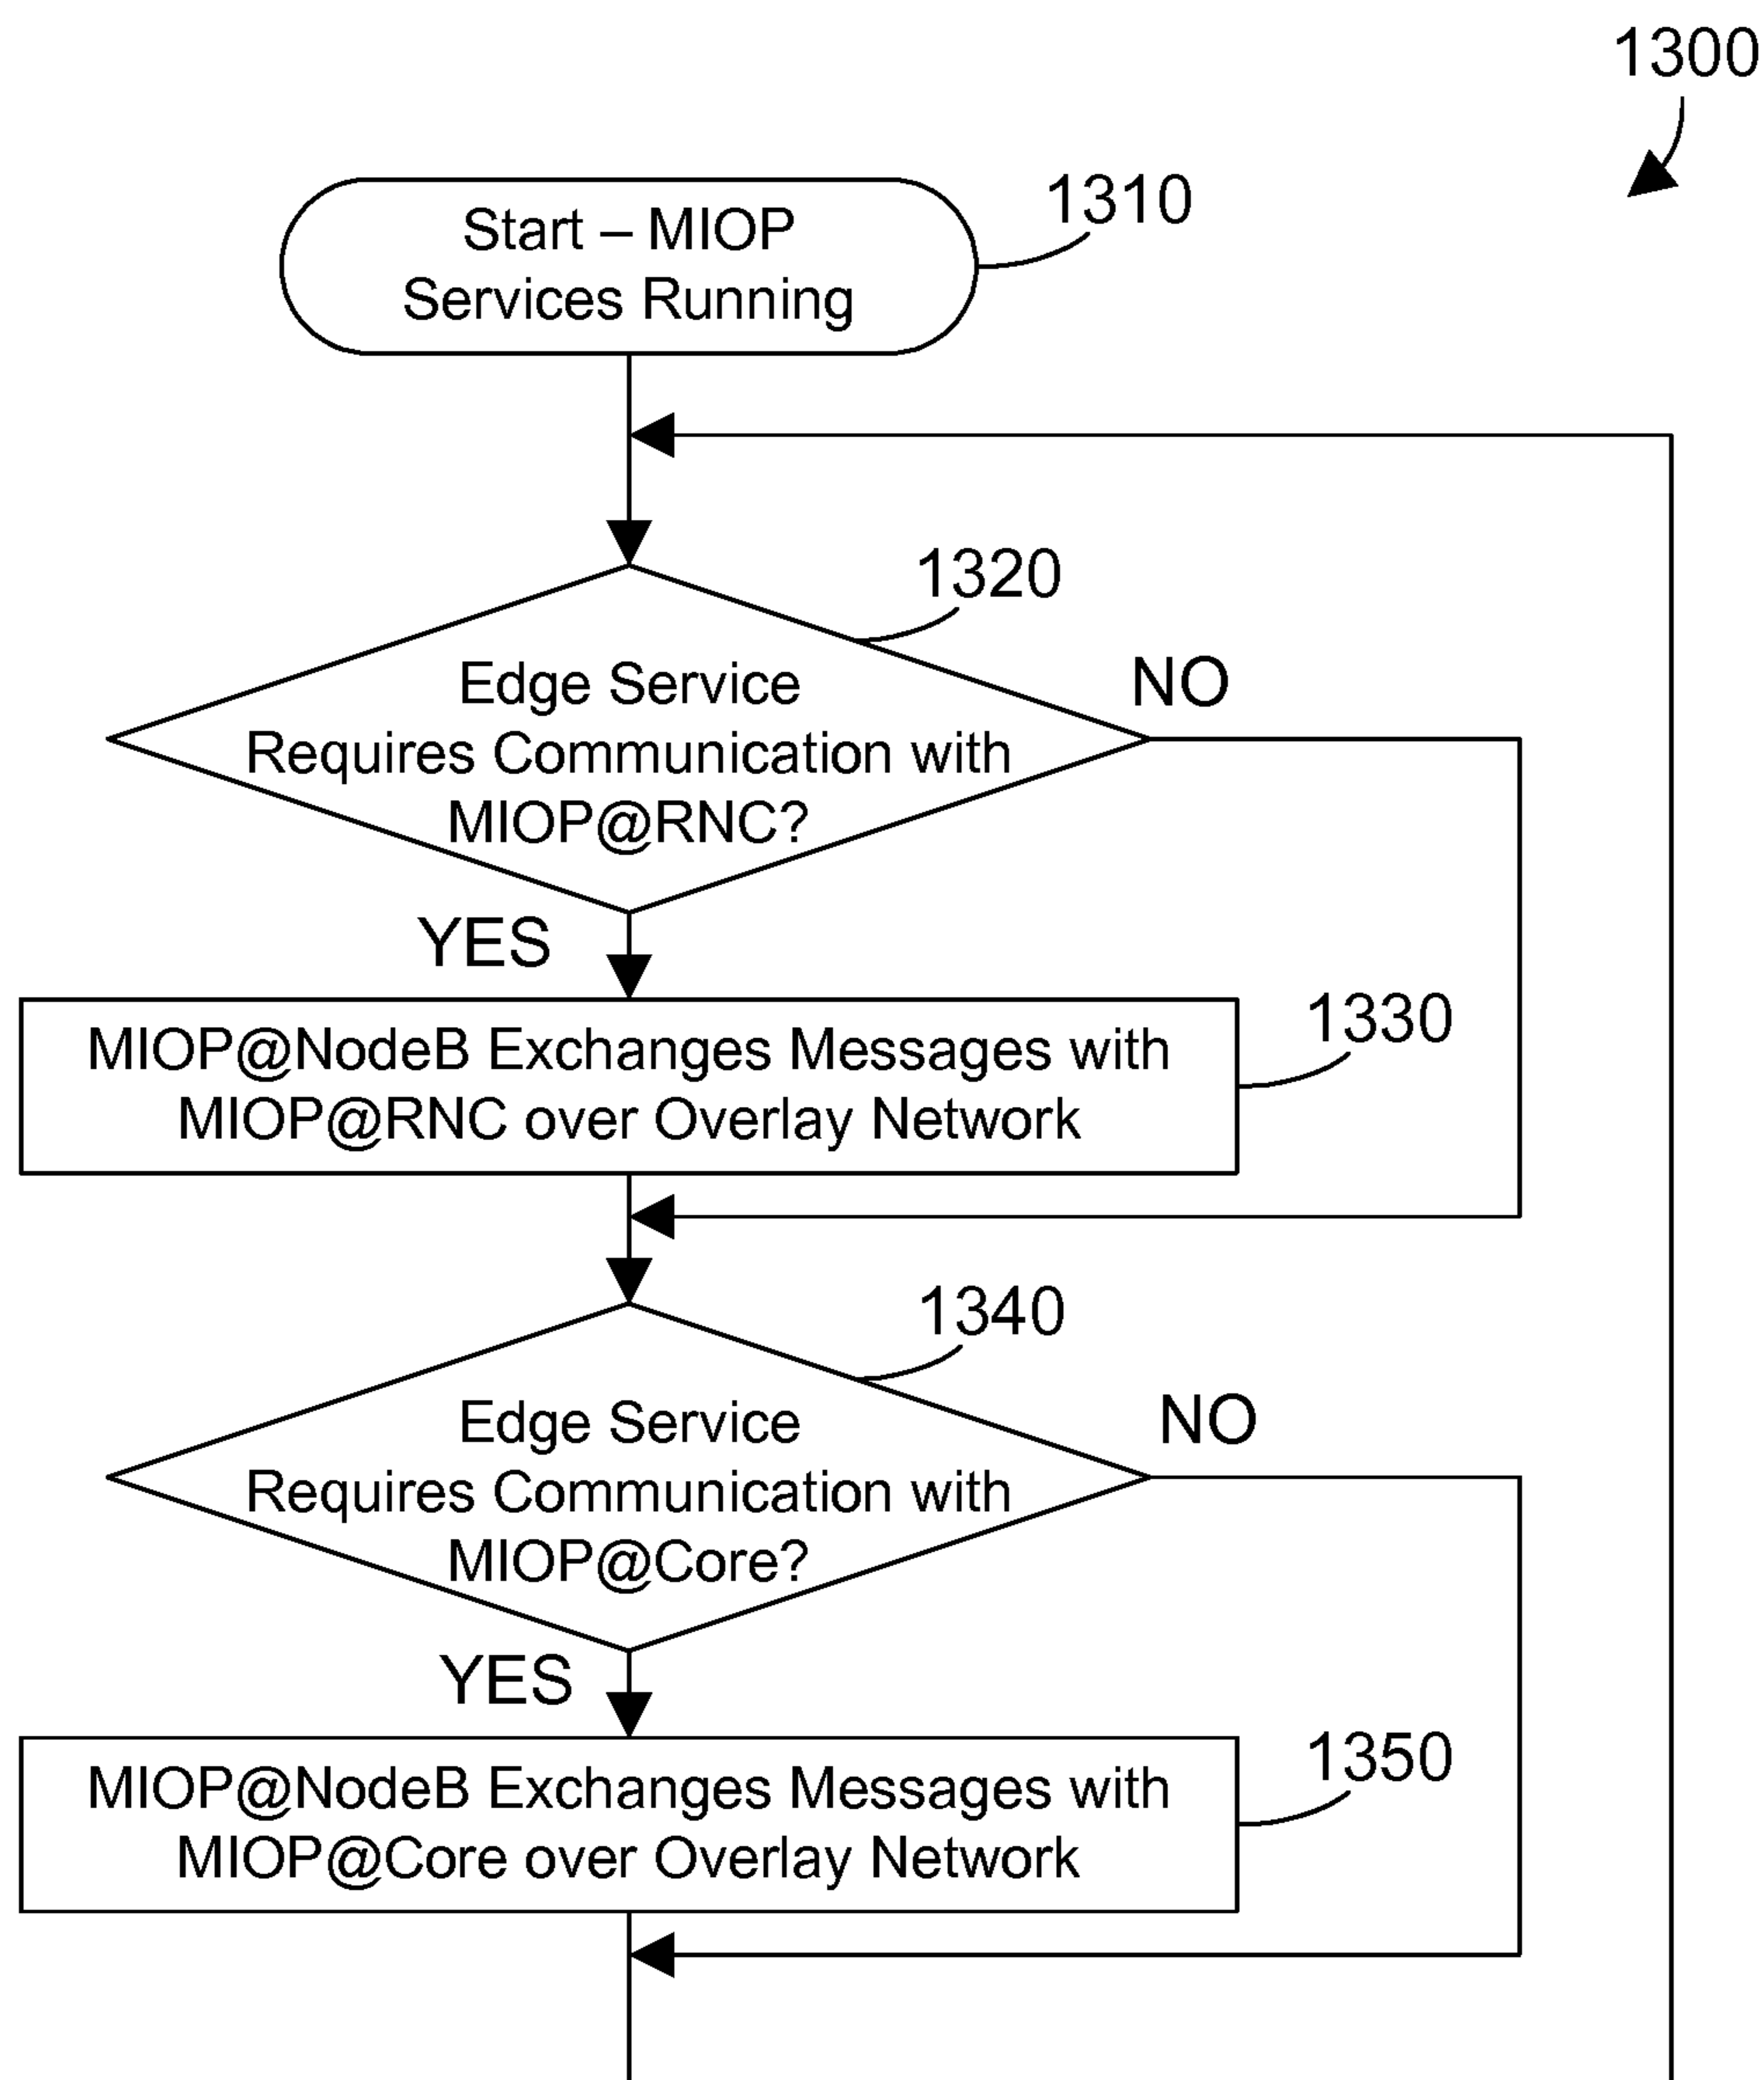 1300
Start – MIOP
Services Running
1310
1320
Edge Service
Requires Communication with
MIOP@RNC?
NO
YES
MIOP@NodeB Exchanges Messages with
MIOP@RNC over Overlay Network
1330
1340
Edge Service
Requires Communication with
MIOP@Core?
NO
YES
MIOP@NodeB Exchanges Messages with
MIOP@Core over Overlay Network
1350